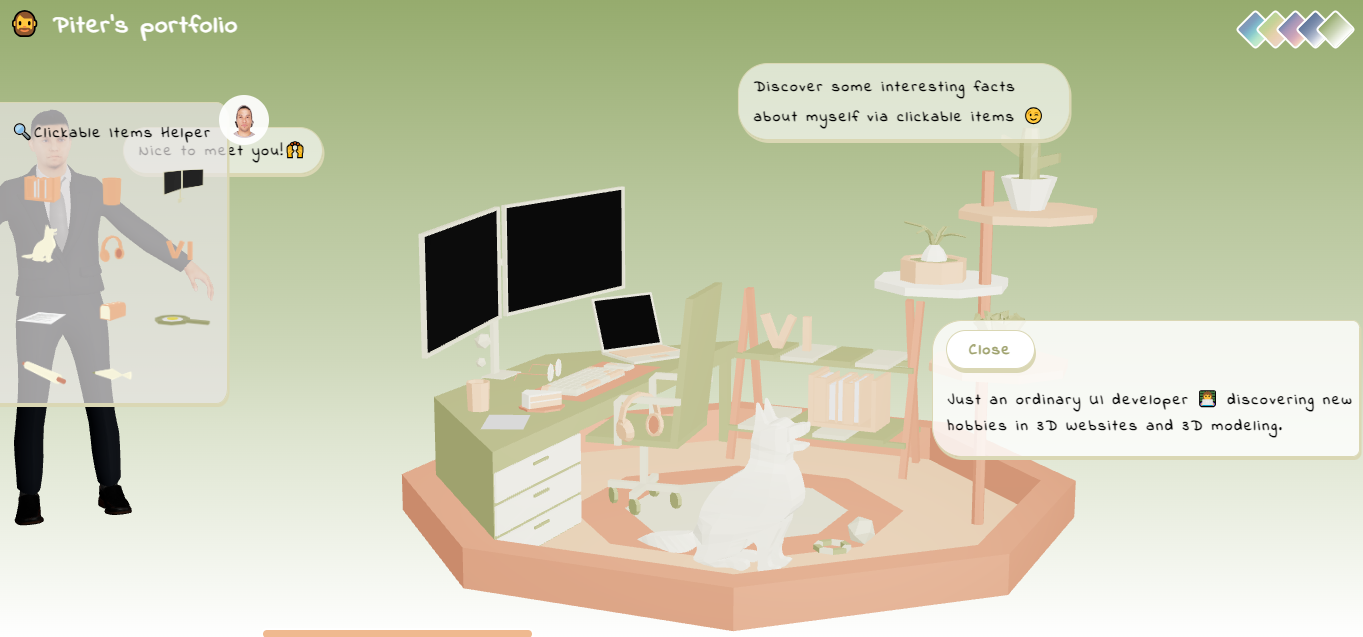 Piter's portfolio
Discover some interesting facts
about myself via clickable items 😉
🔍Clickable Items Helper
Nice to meet you!🙌
VI
VI
Close
Just an ordinary UI developer 👨‍💻 discovering new
hobbies in 3D websites and 3D modeling.